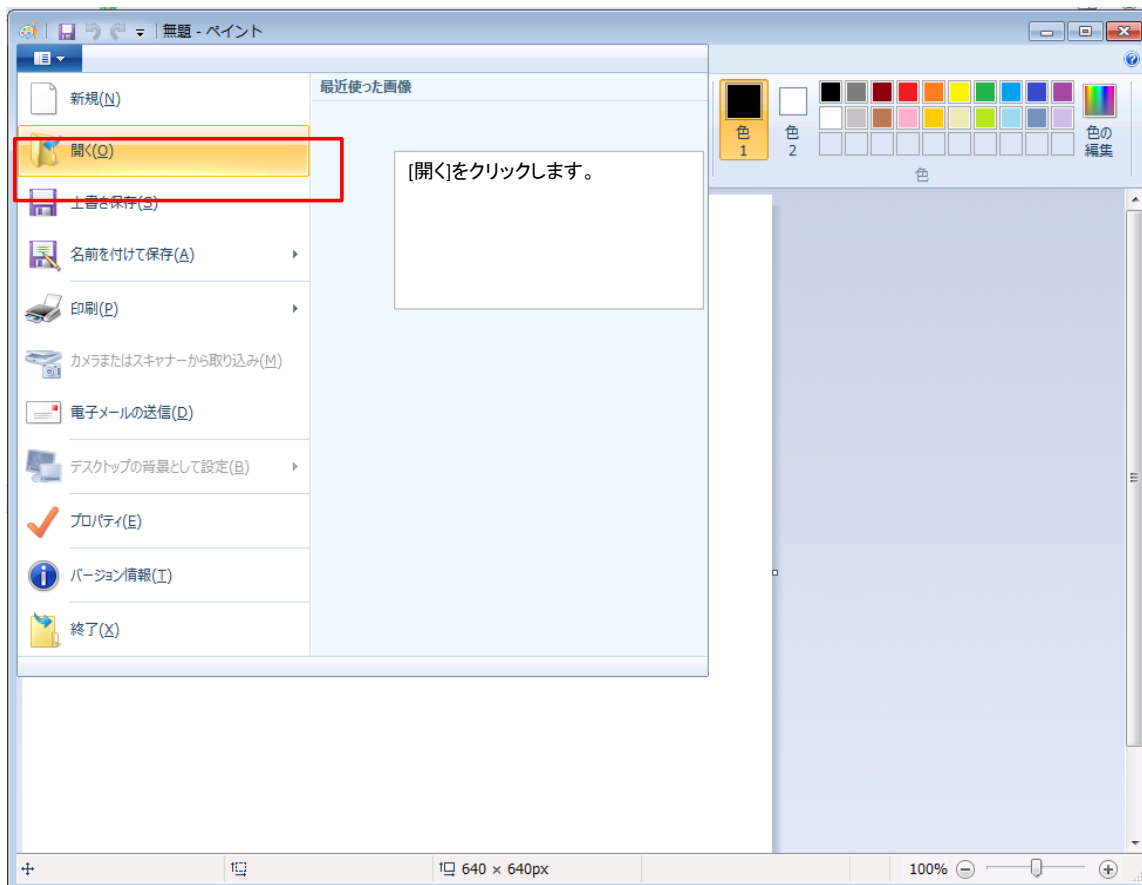 無題 - ペイント
新規(N)
最近使った画像
開く(O)
[開く]をクリックします。
上書き保存(S)
名前を付けて保存(A)
印刷(P)
カメラまたはスキャナーから取り込み(M)
電子メールの送信(D)
デスクトップの背景として設定(B)
プロパティ(E)
バージョン情報(T)
終了(X)
色
1
色
2
色の
編集
色
640 × 640px
100%